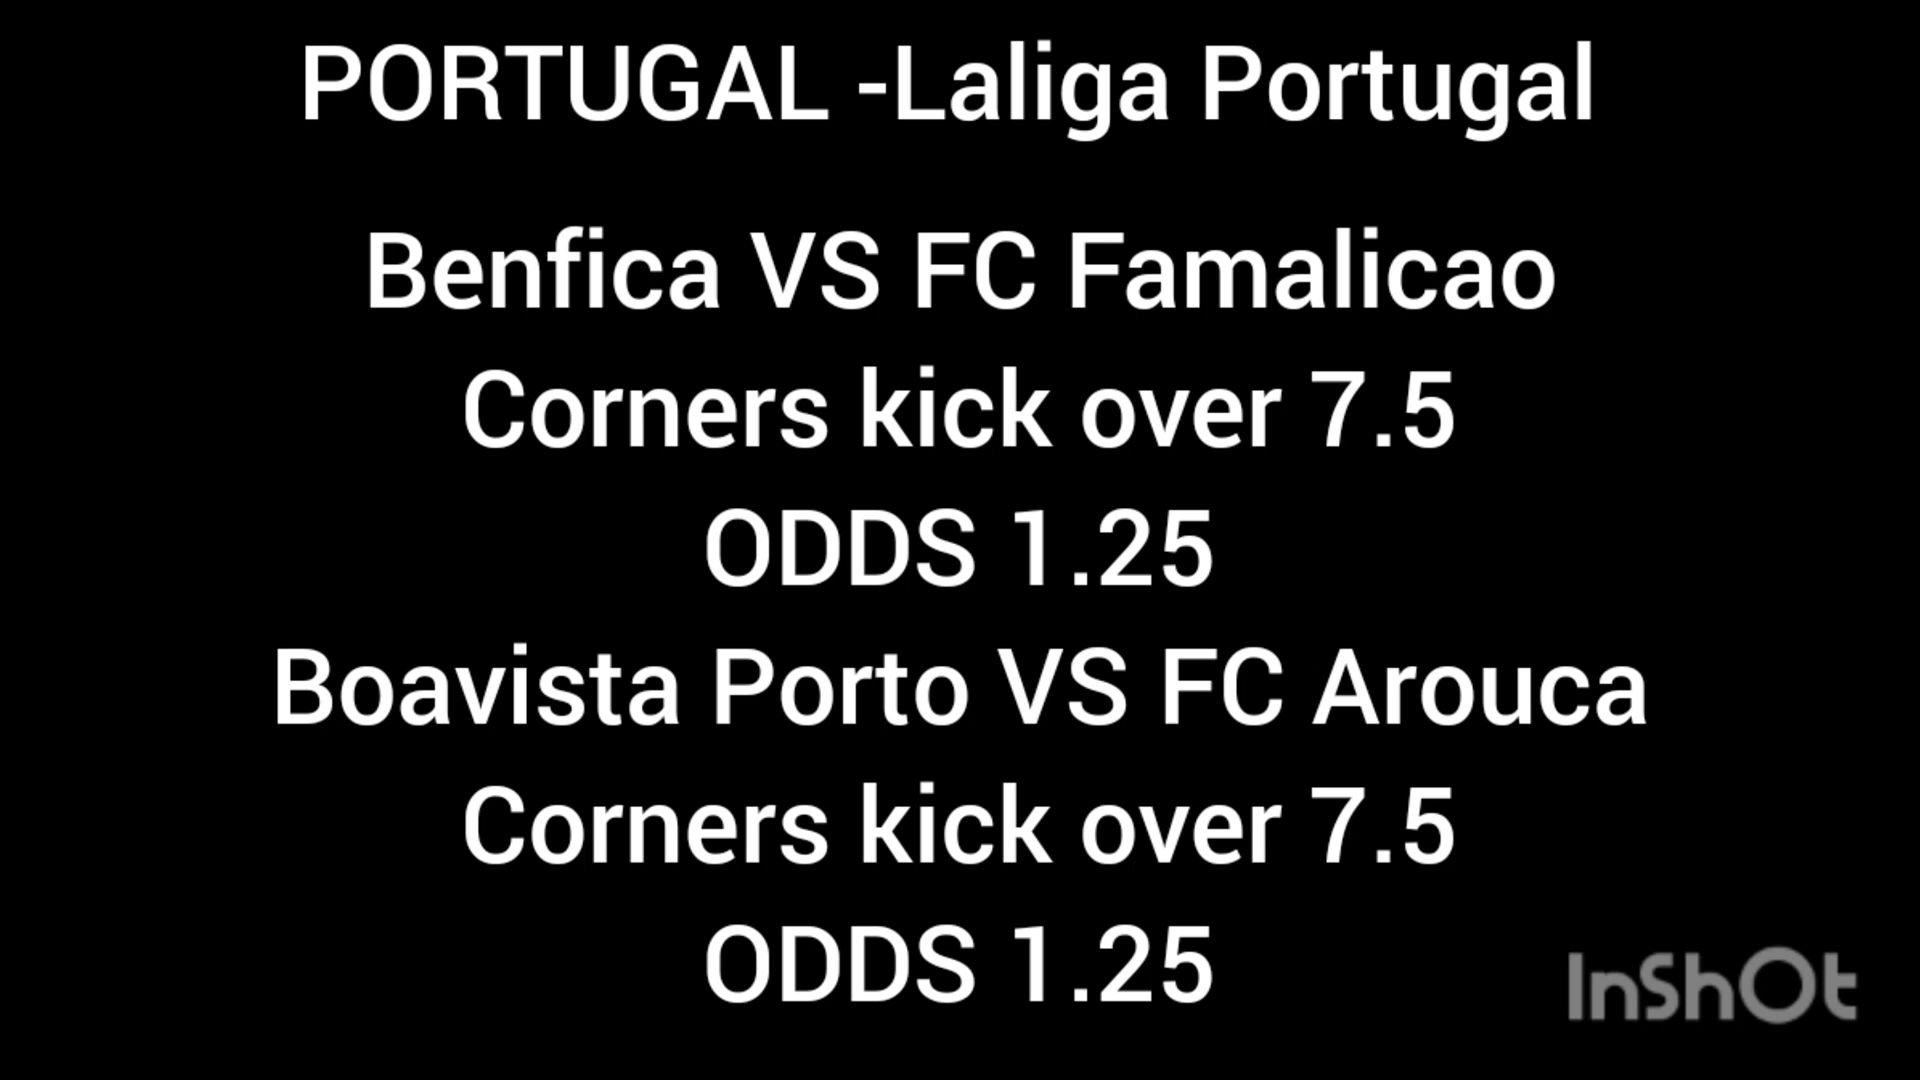 PORTUGAL -Laliga Portugal
Benfica VS FC Famalicao
Corners kick over 7.5
ODDS 1.25
Boavista Porto VS FC Arouca
Corners kick over 7.5
ODDS 1.25
InShOt